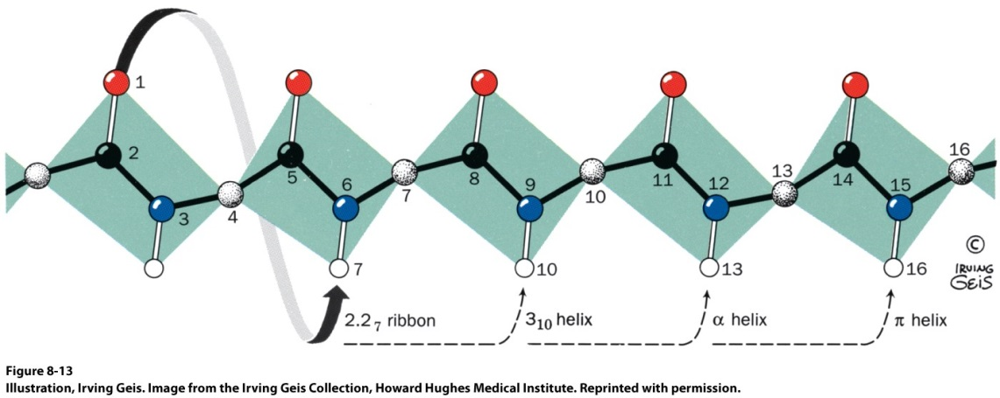 1
2
3
4
5
6
7
7
8
9
10
10
11
12
13
13
14
15
16
16
2.2₇ ribbon
3₁₀ helix
α helix
π helix
©
IRVING
GEIS
Figure 8-13
Illustration, Irving Geis. Image from the Irving Geis Collection, Howard Hughes Medical Institute. Reprinted with permission.